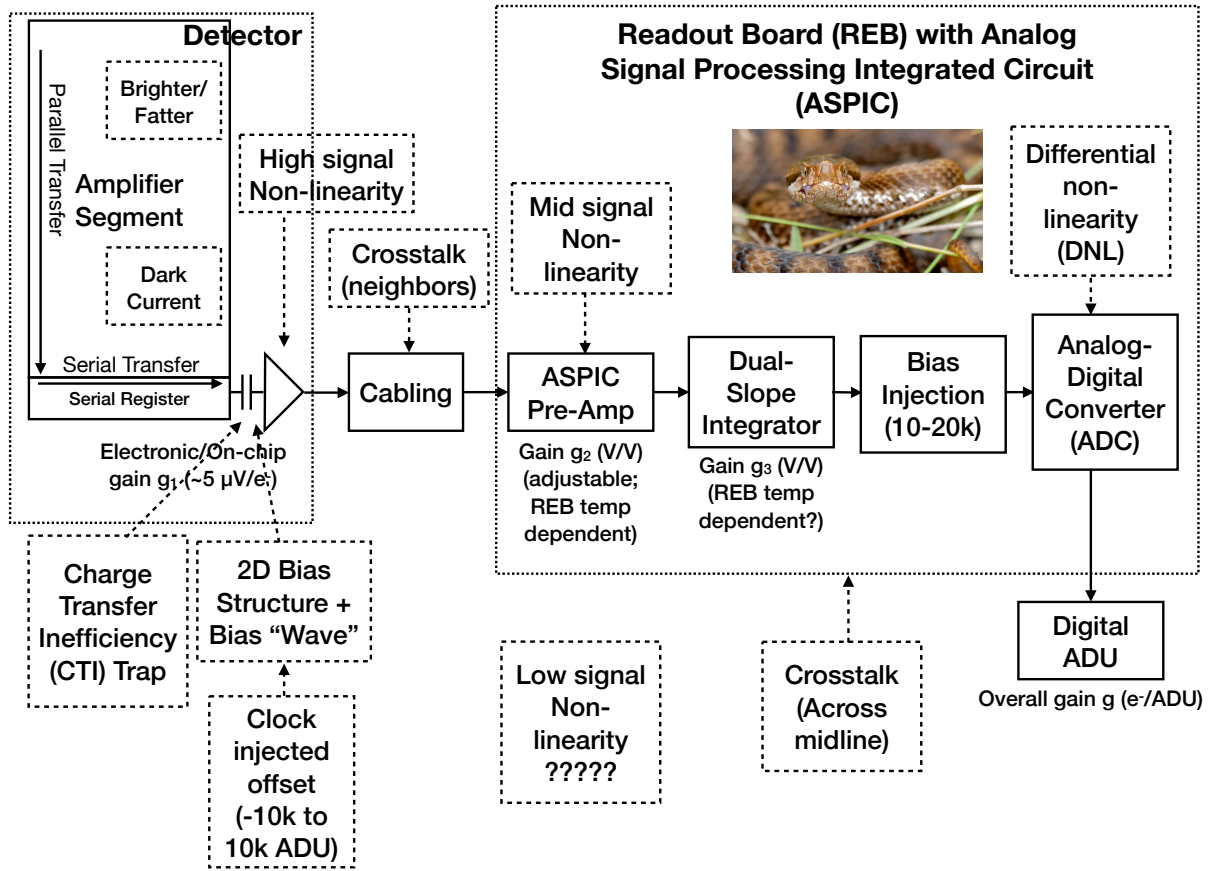 Detector
Parallel Transfer
Brighter/
Fatter
Amplifier
Segment
Dark
Current
Serial Transfer
Serial Register
Electronic/On-chip
gain g₁ (~5 μV/e-)
High signal
Non-linearity
Crosstalk
(neighbors)
Cabling
Readout Board (REB) with Analog
Signal Processing Integrated Circuit
(ASPIC)
Mid signal
Non-
linearity
Differential
non-
linearity
(DNL)
ASPIC
Pre-Amp
Gain g₂ (V/V)
(adjustable;
REB temp
dependent)
Dual-
Slope
Integrator
Gain g₃ (V/V)
(REB temp
dependent?)
Bias
Injection
(10-20k)
Analog-
Digital
Converter
(ADC)
Charge
Transfer
Inefficiency
(CTI) Trap
2D Bias
Structure +
Bias “Wave”
Clock
injected
offset
(-10k to
10k ADU)
Low signal
Non-
linearity
?????
Crosstalk
(Across
midline)
Digital
ADU
Overall gain g (e-/ADU)